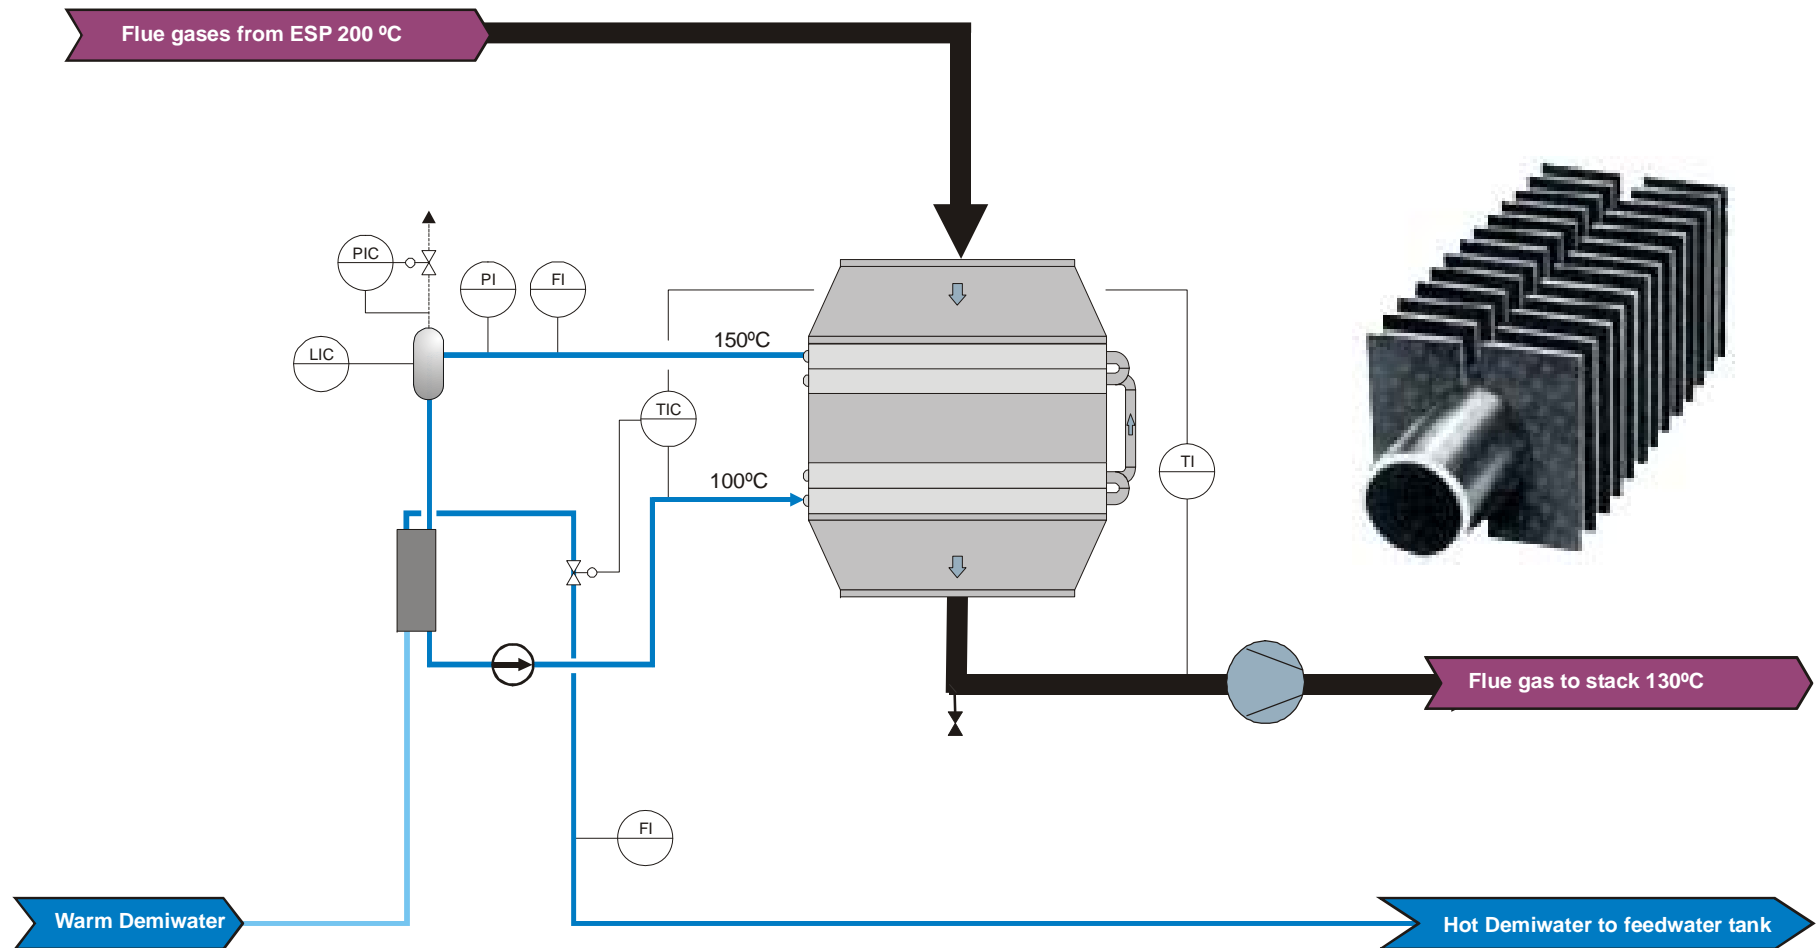 Flue gases from ESP 200 ºC
PIC
PI
FI
LIC
150ºC
TIC
100ºC
TI
Flue gas to stack 130ºC
FI
Warm Demiwater
Hot Demiwater to feedwater tank